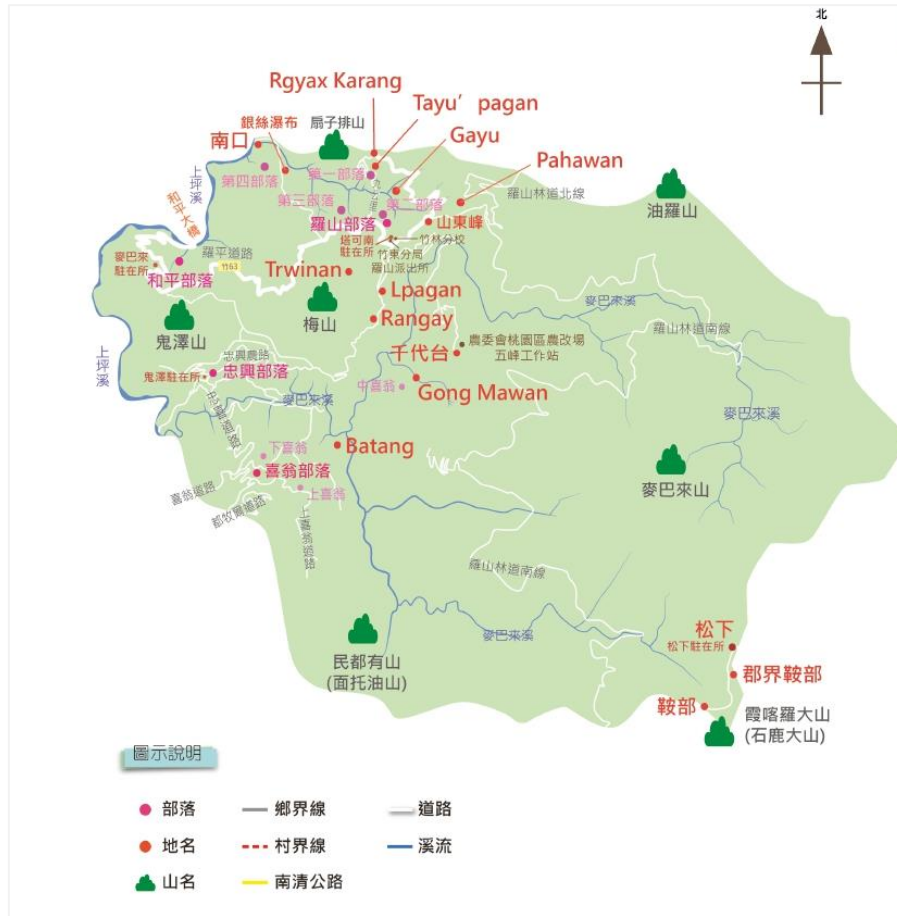 北
Rgyax Karang
Tayu' pagan
銀絲瀑布
扇子排山
南口
Gayu
Pahawan
第四部落
第一部落
上坪溪
第三部落
第二部落
羅山林道北線
油羅山
和平大橋
羅山部落
山東峰
塔可南
駐在所
竹林分校
竹東分局
羅山派出所
麥巴來
駐在所
羅平道路
竹63
和平部落
Trwinan
麥巴來溪
Lpagan
梅山
羅山林道南線
鬼澤山
Rangay
農委會桃園區農改場
五峰工作站
上坪溪
忠興農路
千代台
鬼澤駐在所
忠興部落
中喜翁
Gong Mawan
麥巴來溪
麥巴來溪
下喜翁
Batang
喜翁部落
麥巴來山
上喜翁
喜翁道路
上喜翁道路
羅山林道南線
松下
麥巴來溪
松下駐在所
民都有山
(面托油山)
郡界鞍部
鞍部
霞喀羅大山
(石鹿大山)
圖示說明
部落
鄉界線
道路
地名
村界線
溪流
山名
南清公路